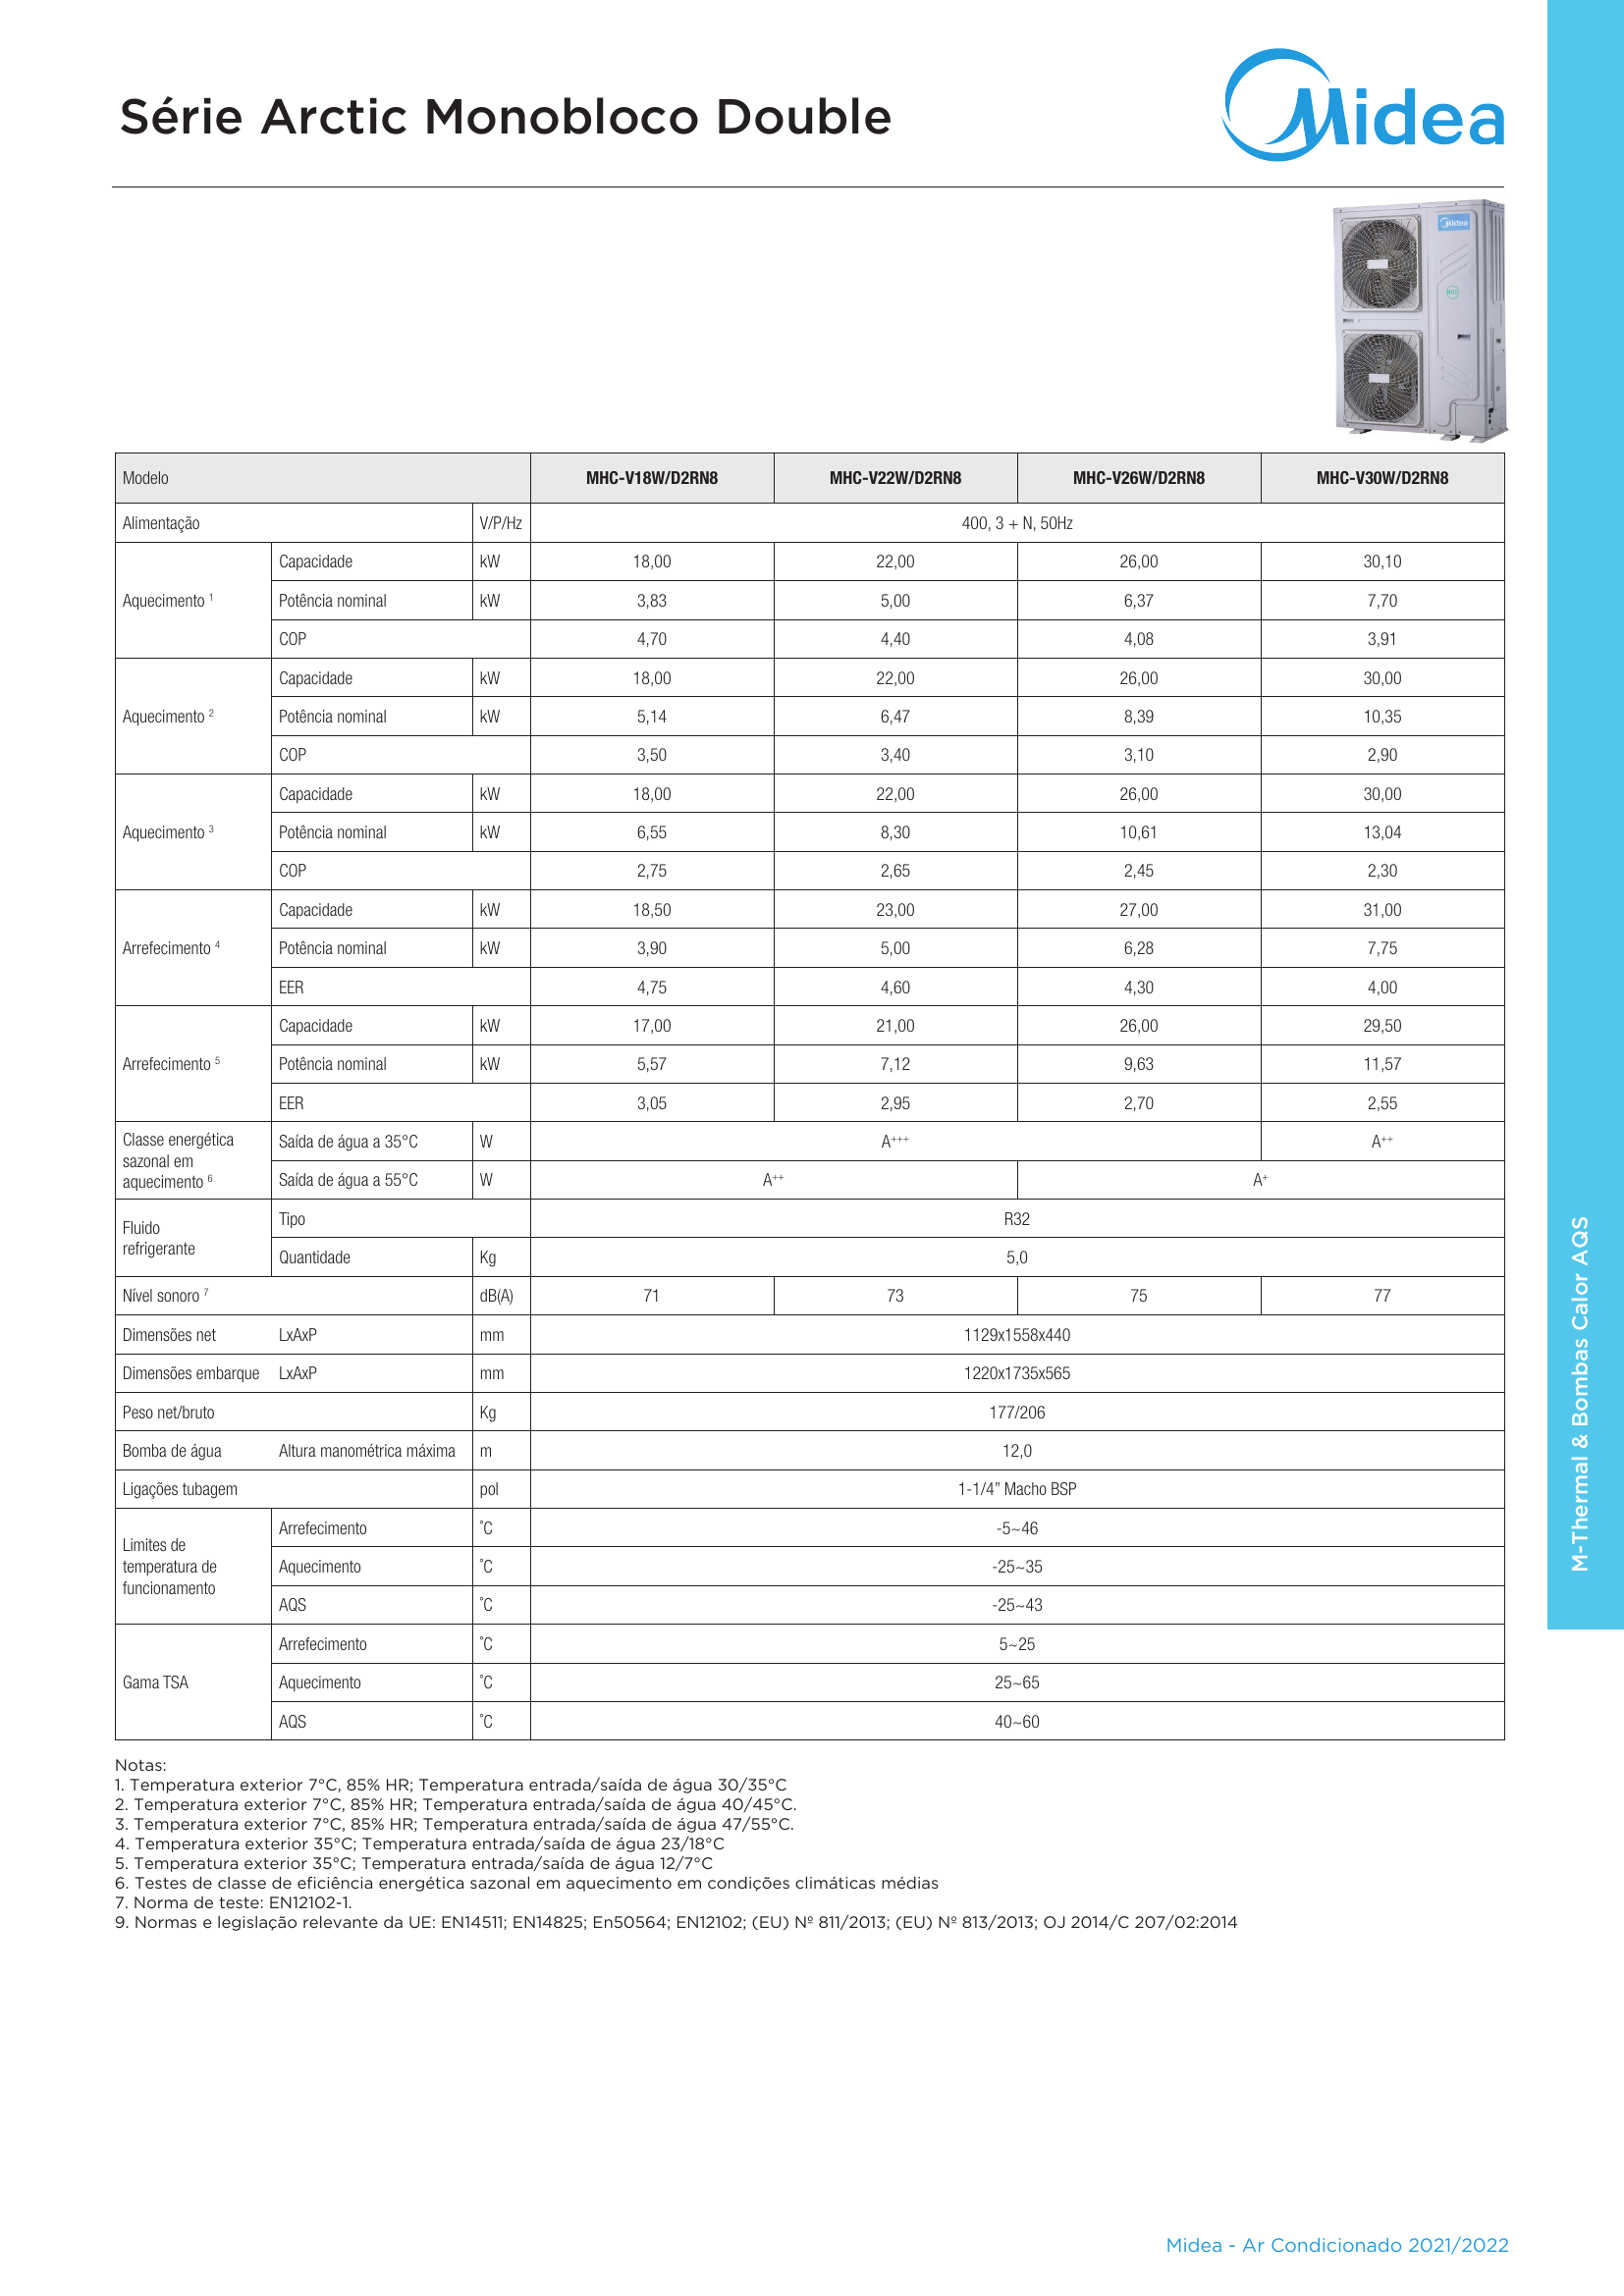 Série Arctic Monobloco Double
Midea
Midea
R32
Modelo MHC-V18W/D2RN8 MHC-V22W/D2RN8 MHC-V26W/D2RN8 MHC-V30W/D2RN8
Alimentação V/P/Hz 400, 3 + N, 50Hz
Aquecimento 1
Capacidade kW 18,00 22,00 26,00 30,10
Potência nominal kW 3,83 5,00 6,37 7,70
COP 4,70 4,40 4,08 3,91
Aquecimento 2
Capacidade kW 18,00 22,00 26,00 30,00
Potência nominal kW 5,14 6,47 8,39 10,35
COP 3,50 3,40 3,10 2,90
Aquecimento 3
Capacidade kW 18,00 22,00 26,00 30,00
Potência nominal kW 6,55 8,30 10,61 13,04
COP 2,75 2,65 2,45 2,30
Arrefecimento 4
Capacidade kW 18,50 23,00 27,00 31,00
Potência nominal kW 3,90 5,00 6,28 7,75
EER 4,75 4,60 4,30 4,00
Arrefecimento 5
Capacidade kW 17,00 21,00 26,00 29,50
Potência nominal kW 5,57 7,12 9,63 11,57
EER 3,05 2,95 2,70 2,55
Classe energética
sazonal em
aquecimento 6
Saída de água a 35°C W A+++ A++
Saída de água a 55°C W A++ A+
Fluido
refrigerante
Tipo R32
Quantidade Kg 5,0
Nível sonoro 7 dB(A) 71 73 75 77
Dimensões net LxAxP mm 1129x1558x440
Dimensões embarque LxAxP mm 1220x1735x565
Peso net/bruto Kg 177/206
Bomba de água Altura manométrica máxima m 12,0
Ligações tubagem pol 1-1/4” Macho BSP
Limites de
temperatura de
funcionamento
Arrefecimento °C -5~46
Aquecimento °C -25~35
AQS °C -25~43
Gama TSA
Arrefecimento °C 5~25
Aquecimento °C 25~65
AQS °C 40~60
Notas:
1. Temperatura exterior 7°C, 85% HR; Temperatura entrada/saída de água 30/35°C
2. Temperatura exterior 7°C, 85% HR; Temperatura entrada/saída de água 40/45°C.
3. Temperatura exterior 7°C, 85% HR; Temperatura entrada/saída de água 47/55°C.
4. Temperatura exterior 35°C; Temperatura entrada/saída de água 23/18°C
5. Temperatura exterior 35°C; Temperatura entrada/saída de água 12/7°C
6. Testes de classe de eficiência energética sazonal em aquecimento em condições climáticas médias
7. Norma de teste: EN12102-1.
9. Normas e legislação relevante da UE: EN14511; EN14825; En50564; EN12102; (EU) Nº 811/2013; (EU) Nº 813/2013; OJ 2014/C 207/02:2014
M-Thermal & Bombas Calor AQS
Midea - Ar Condicionado 2021/2022